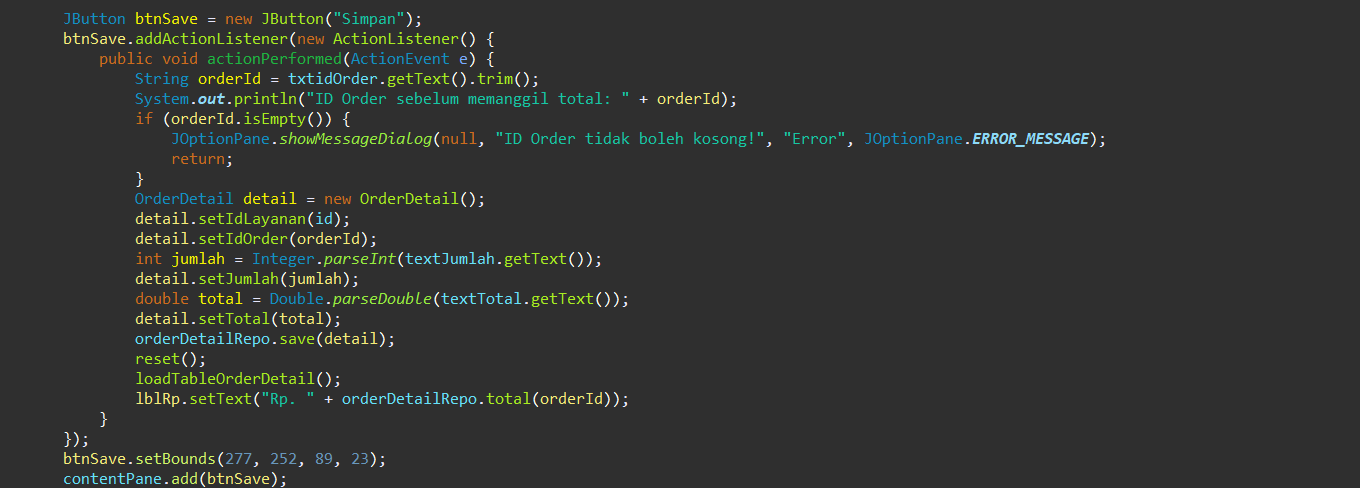 JButton btnSave = new JButton("Simpan");
btnSave.addActionListener(new ActionListener() {
public void actionPerformed(ActionEvent e) {
String orderId = txtidOrder.getText().trim();
System.out.println("ID Order sebelum memanggil total: " + orderId);
if (orderId.isEmpty()) {
JOptionPane.showMessageDialog(null, "ID Order tidak boleh kosong!", "Error", JOptionPane.ERROR_MESSAGE);
return;
}
OrderDetail detail = new OrderDetail();
detail.setIdLayanan(id);
detail.setIdOrder(orderId);
int jumlah = Integer.parseInt(textJumlah.getText());
detail.setJumlah(jumlah);
double total = Double.parseDouble(textTotal.getText());
detail.setTotal(total);
orderDetailRepo.save(detail);
reset();
loadTableOrderDetail();
lblRp.setText("Rp. " + orderDetailRepo.total(orderId));
}
});
btnSave.setBounds(277, 252, 89, 23);
contentPane.add(btnSave);